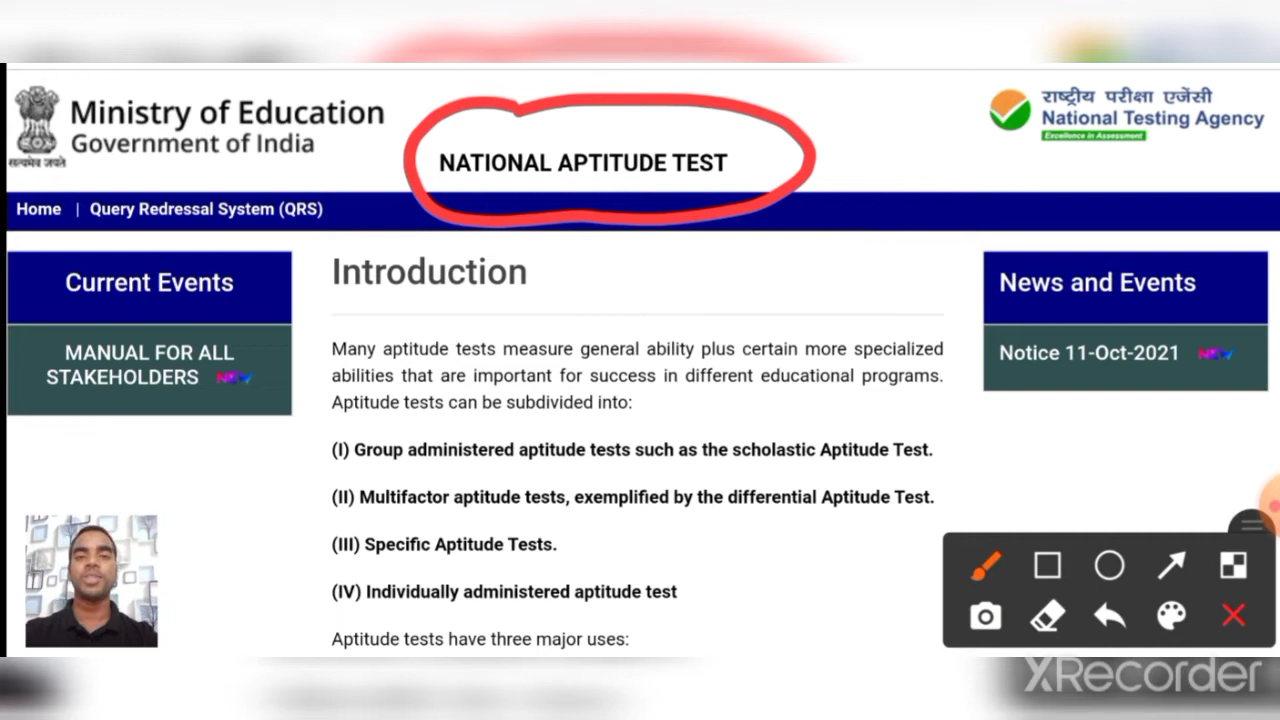 Ministry of Education
Government of India
सत्यमेव जयते
NATIONAL APTITUDE TEST
राष्ट्रीय परीक्षा एजेंसी
National Testing Agency
Excellence in Assessment
Home | Query Redressal System (QRS)
Current Events
MANUAL FOR ALL
STAKEHOLDERS NEW
Introduction
Many aptitude tests measure general ability plus certain more specialized
abilities that are important for success in different educational programs.
Aptitude tests can be subdivided into:
(I) Group administered aptitude tests such as the scholastic Aptitude Test.
(II) Multifactor aptitude tests, exemplified by the differential Aptitude Test.
(III) Specific Aptitude Tests.
(IV) Individually administered aptitude test
Aptitude tests have three major uses:
News and Events
Notice 11-Oct-2021 NEW
XRecorder